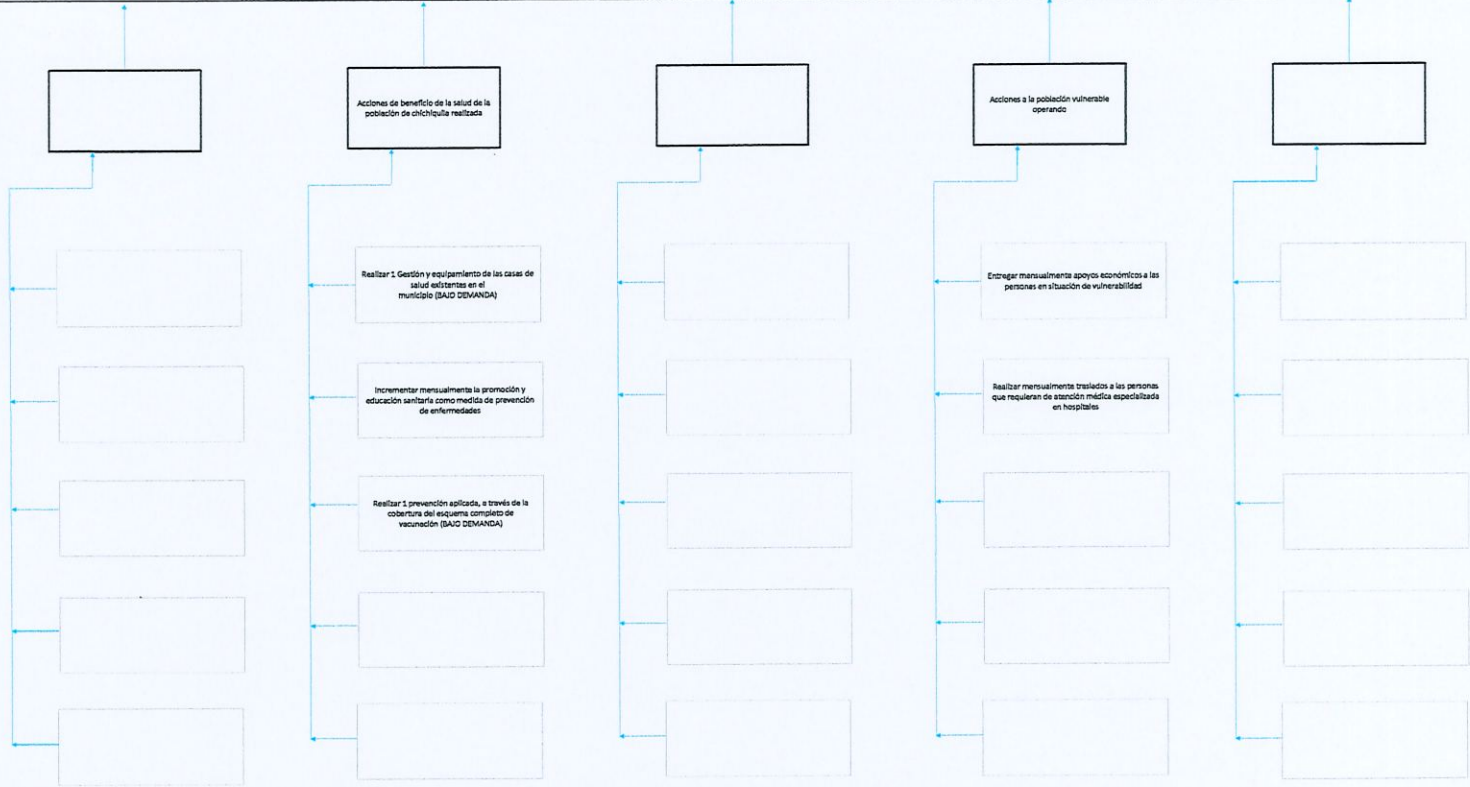 Acciones de beneficio de la salud de la
población de chichiquila realizada
Acciones a la población vulnerable
operando
Realizar 1 Gestión y equipamiento de las casas de
salud existentes en el
municipio (BAJO DEMANDA)
Entregar mensualmente apoyos económicos a las
personas en situación de vulnerabilidad
Incrementar mensualmente la promoción y
educación sanitaria como medida de prevención
de enfermedades
Realizar mensualmente traslados a las personas
que requieran de atención médica especializada
en hospitales
Realizar 1 prevención aplicada, a través de la
cobertura del esquema completo de
vacunación (BAJO DEMANDA)